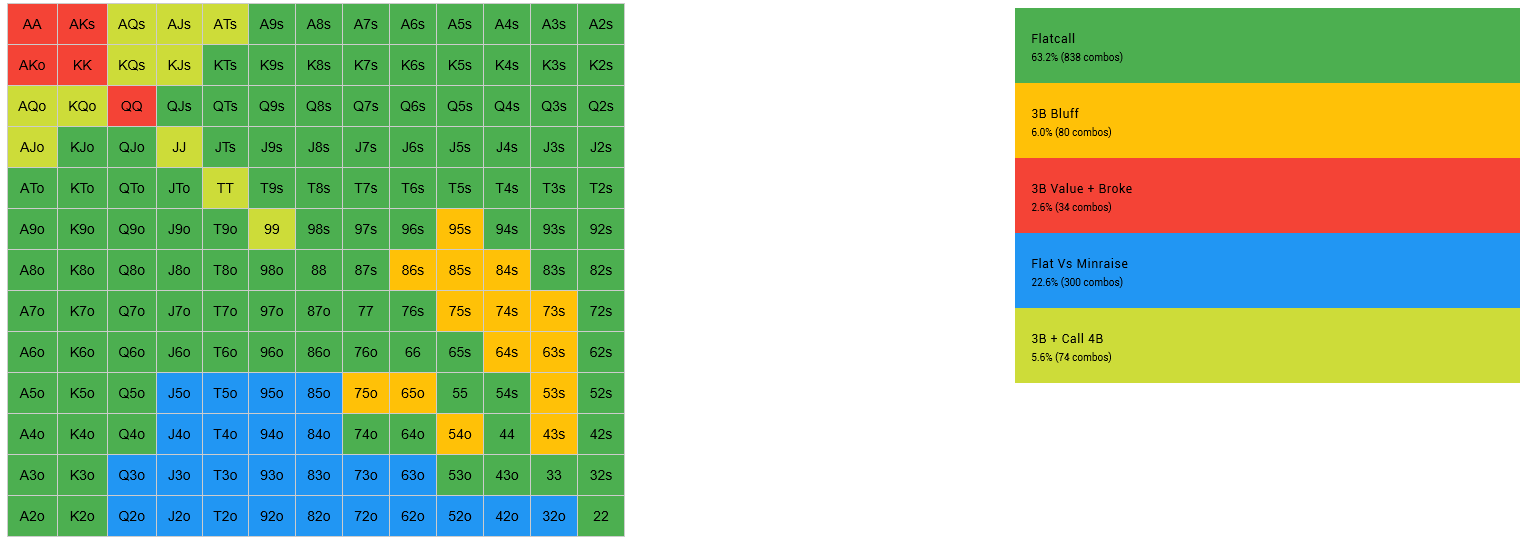 AA AKs AQs AJs ATs A9s A8s A7s A6s A5s A4s A3s A2s
AKo KK KQs KJs KTs K9s K8s K7s K6s K5s K4s K3s K2s
AQo KQo QQ QJs QTs Q9s Q8s Q7s Q6s Q5s Q4s Q3s Q2s
AJo KJo QJo JJ JTs J9s J8s J7s J6s J5s J4s J3s J2s
ATo KTo QTo JTo TT T9s T8s T7s T6s T5s T4s T3s T2s
A9o K9o Q9o J9o T9o 99 98s 97s 96s 95s 94s 93s 92s
A8o K8o Q8o J8o T8o 98o 88 87s 86s 85s 84s 83s 82s
A7o K7o Q7o J7o T7o 97o 87o 77 76s 75s 74s 73s 72s
A6o K6o Q6o J6o T6o 96o 86o 76o 66 65s 64s 63s 62s
A5o K5o Q5o J5o T5o 95o 85o 75o 65o 55 54s 53s 52s
A4o K4o Q4o J4o T4o 94o 84o 74o 64o 54o 44 43s 42s
A3o K3o Q3o J3o T3o 93o 83o 73o 63o 53o 43o 33 32s
A2o K2o Q2o J2o T2o 92o 82o 72o 62o 52o 42o 32o 22
Flatcall
63.2% (838 combos)
3B Bluff
6.0% (80 combos)
3B Value + Broke
2.6% (34 combos)
Flat Vs Minraise
22.6% (300 combos)
3B + Call 4B
5.6% (74 combos)